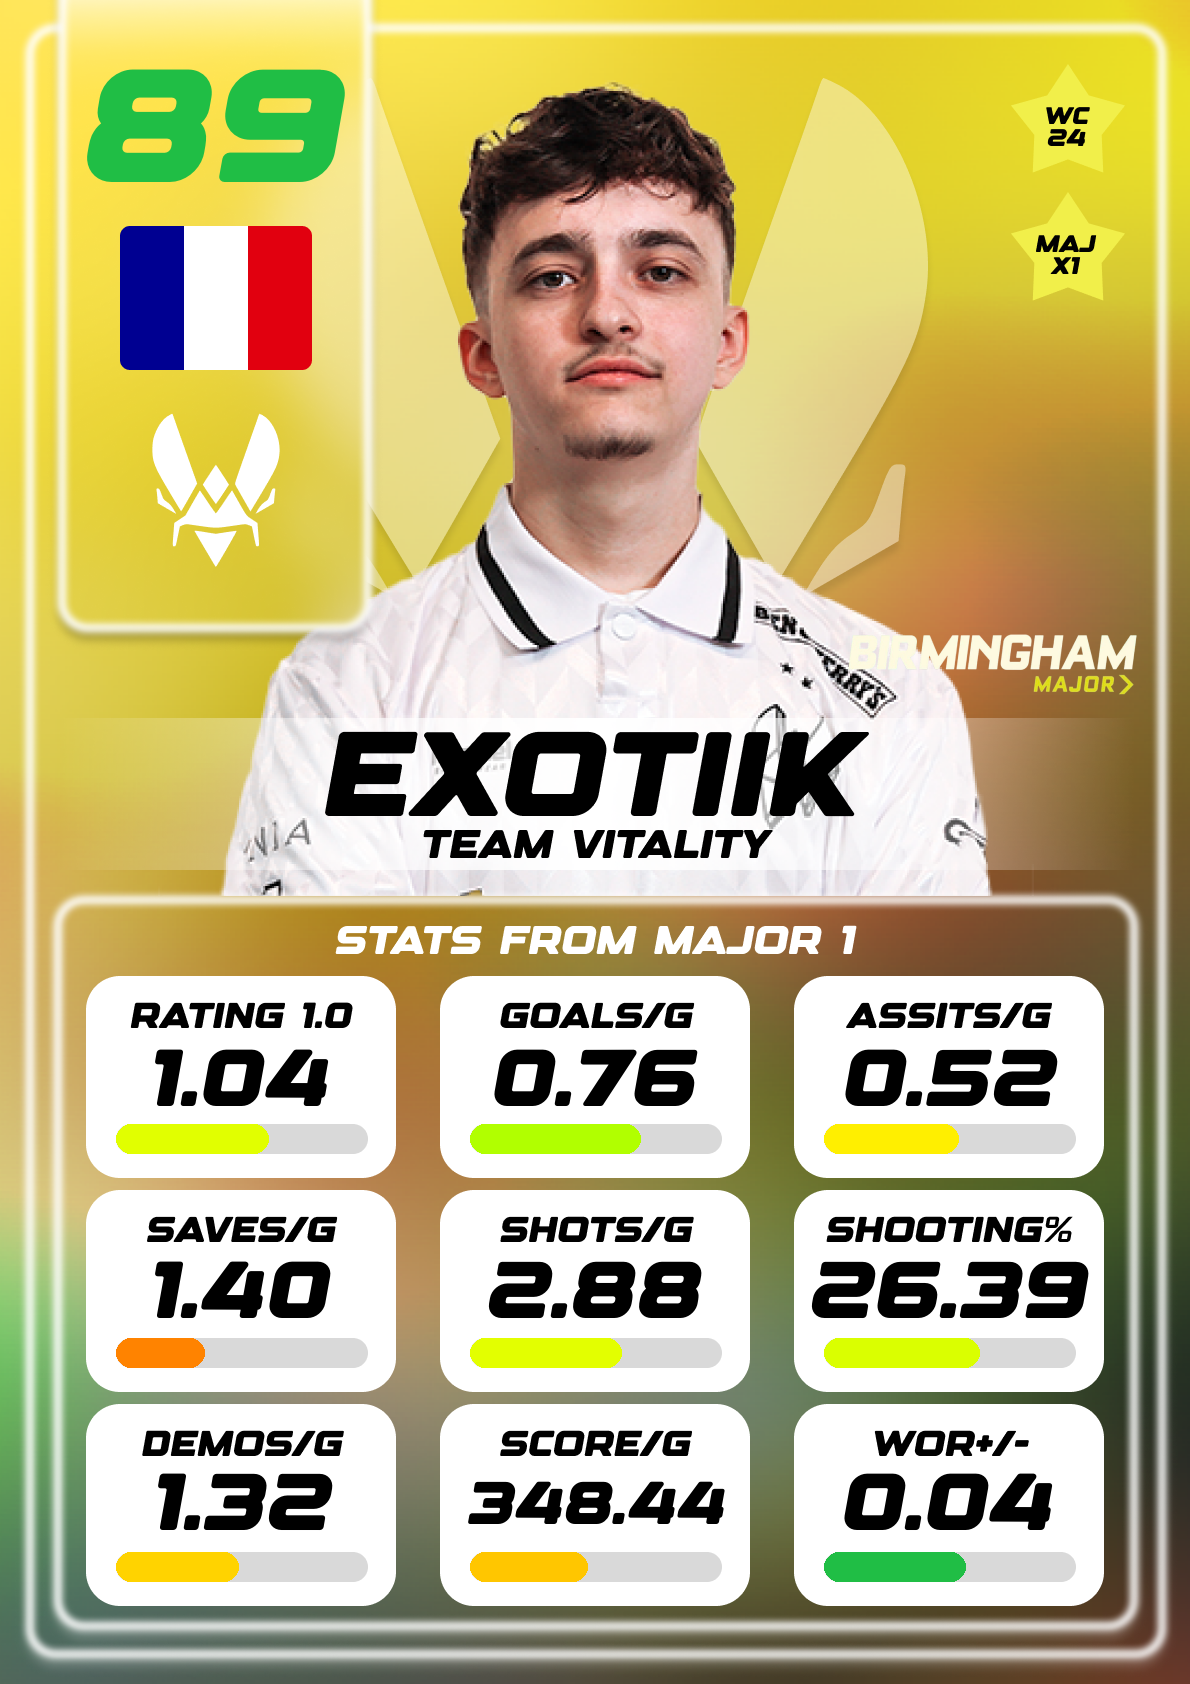 89
WC
24
MAJ
X1
BEN
ERRY'S
BIRMINGHAM
MAJOR
EXOTIIK
TEAM VITALITY
STATS FROM MAJOR 1
RATING 1.0
1.04
GOALS/G
0.76
ASSITS/G
0.52
SAVES/G
1.40
SHOTS/G
2.88
SHOOTING%
26.39
DEMOS/G
1.32
SCORE/G
348.44
WOR+/-
0.04